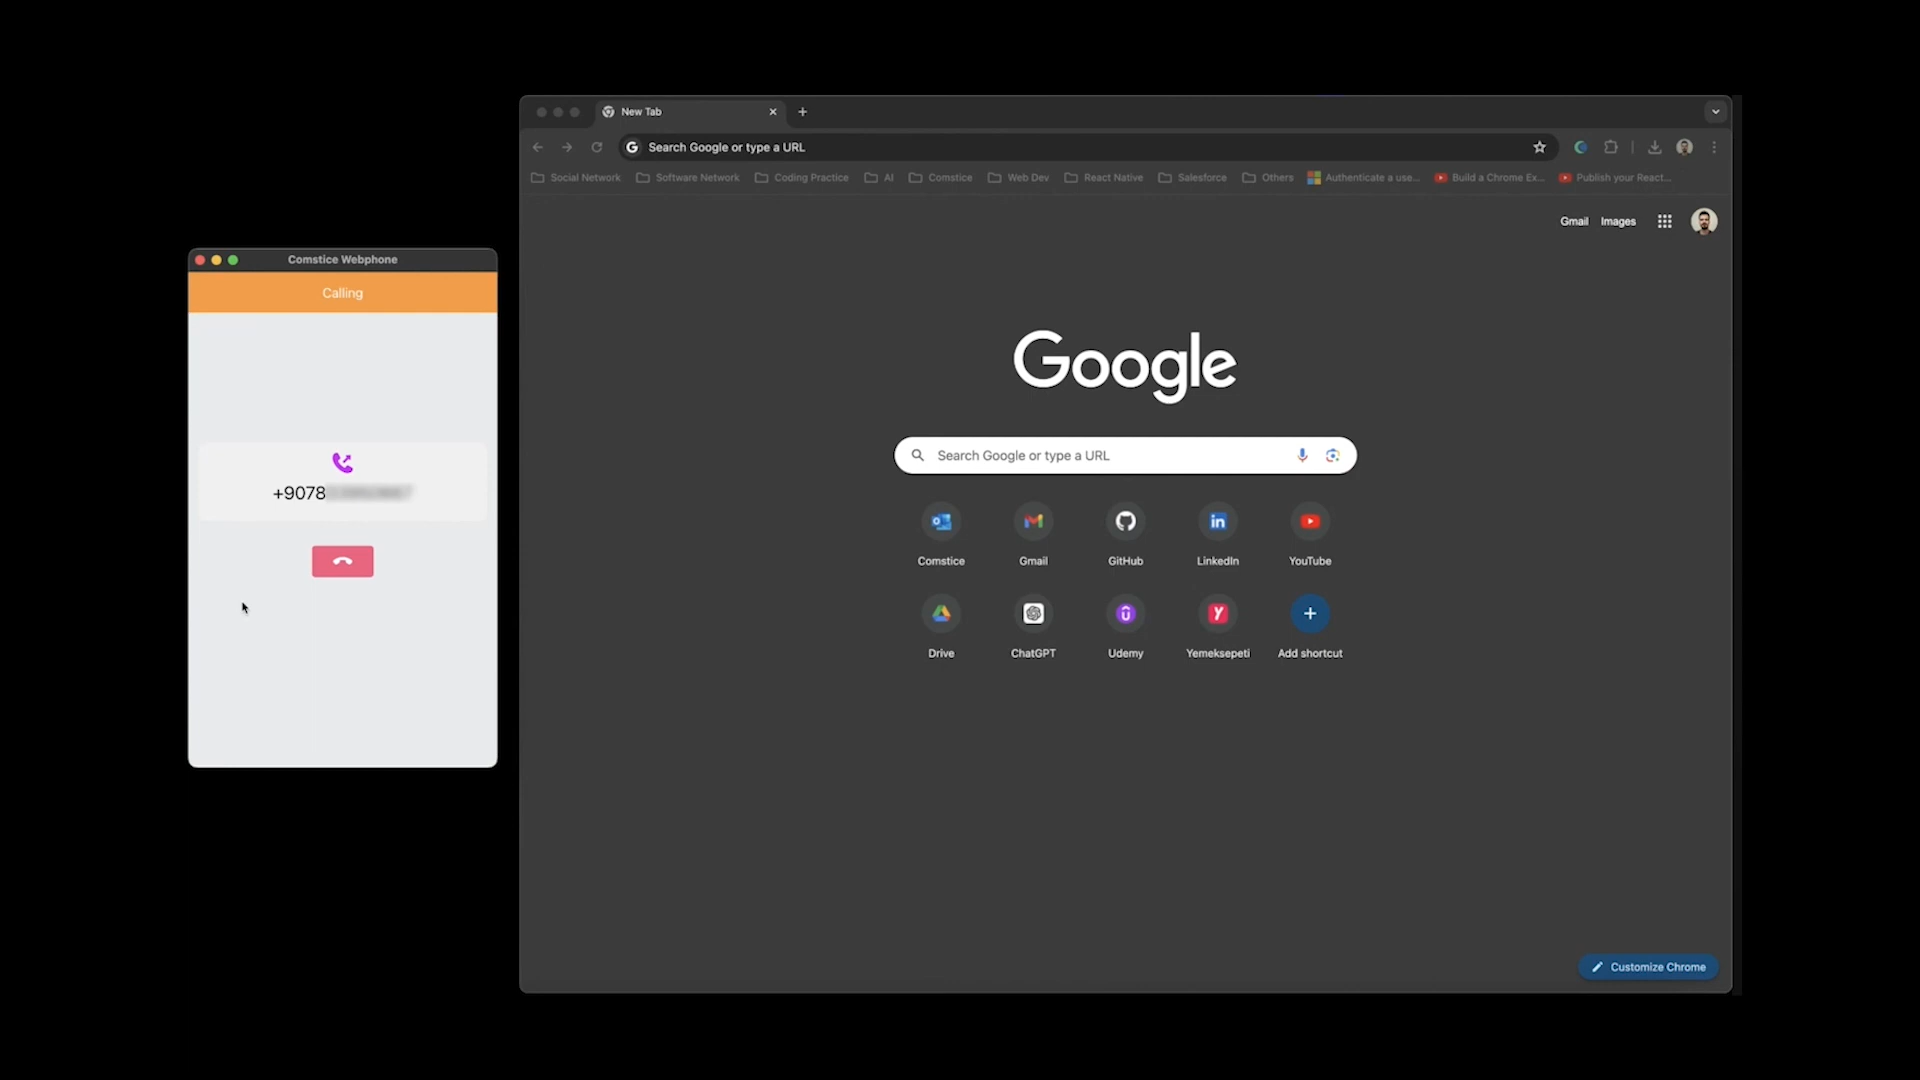 Comstice Webphone
Calling
+9078
New Tab
Search Google or type a URL
Social Network Software Network Coding Practice AI Comstice Web Dev React Native Salesforce Others Authenticate a use... Build a Chrome Ex... Publish your React...
Gmail Images
Google
Search Google or type a URL
Comstice Gmail GitHub LinkedIn YouTube
Drive ChatGPT Udemy Yemeksepeti Add shortcut
Customize Chrome